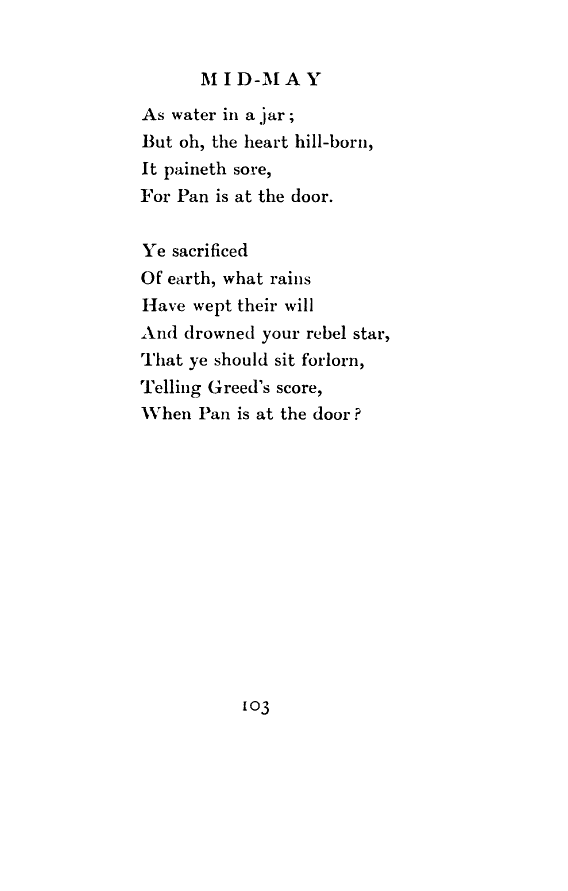 MID-MAY
As water in a jar;
But oh, the heart hill-born,
It paineth sore,
For Pan is at the door.
Ye sacrificed
Of earth, what rains
Have wept their will
And drowned your rebel star,
That ye should sit forlorn,
Telling Greed's score,
When Pan is at the door?
103